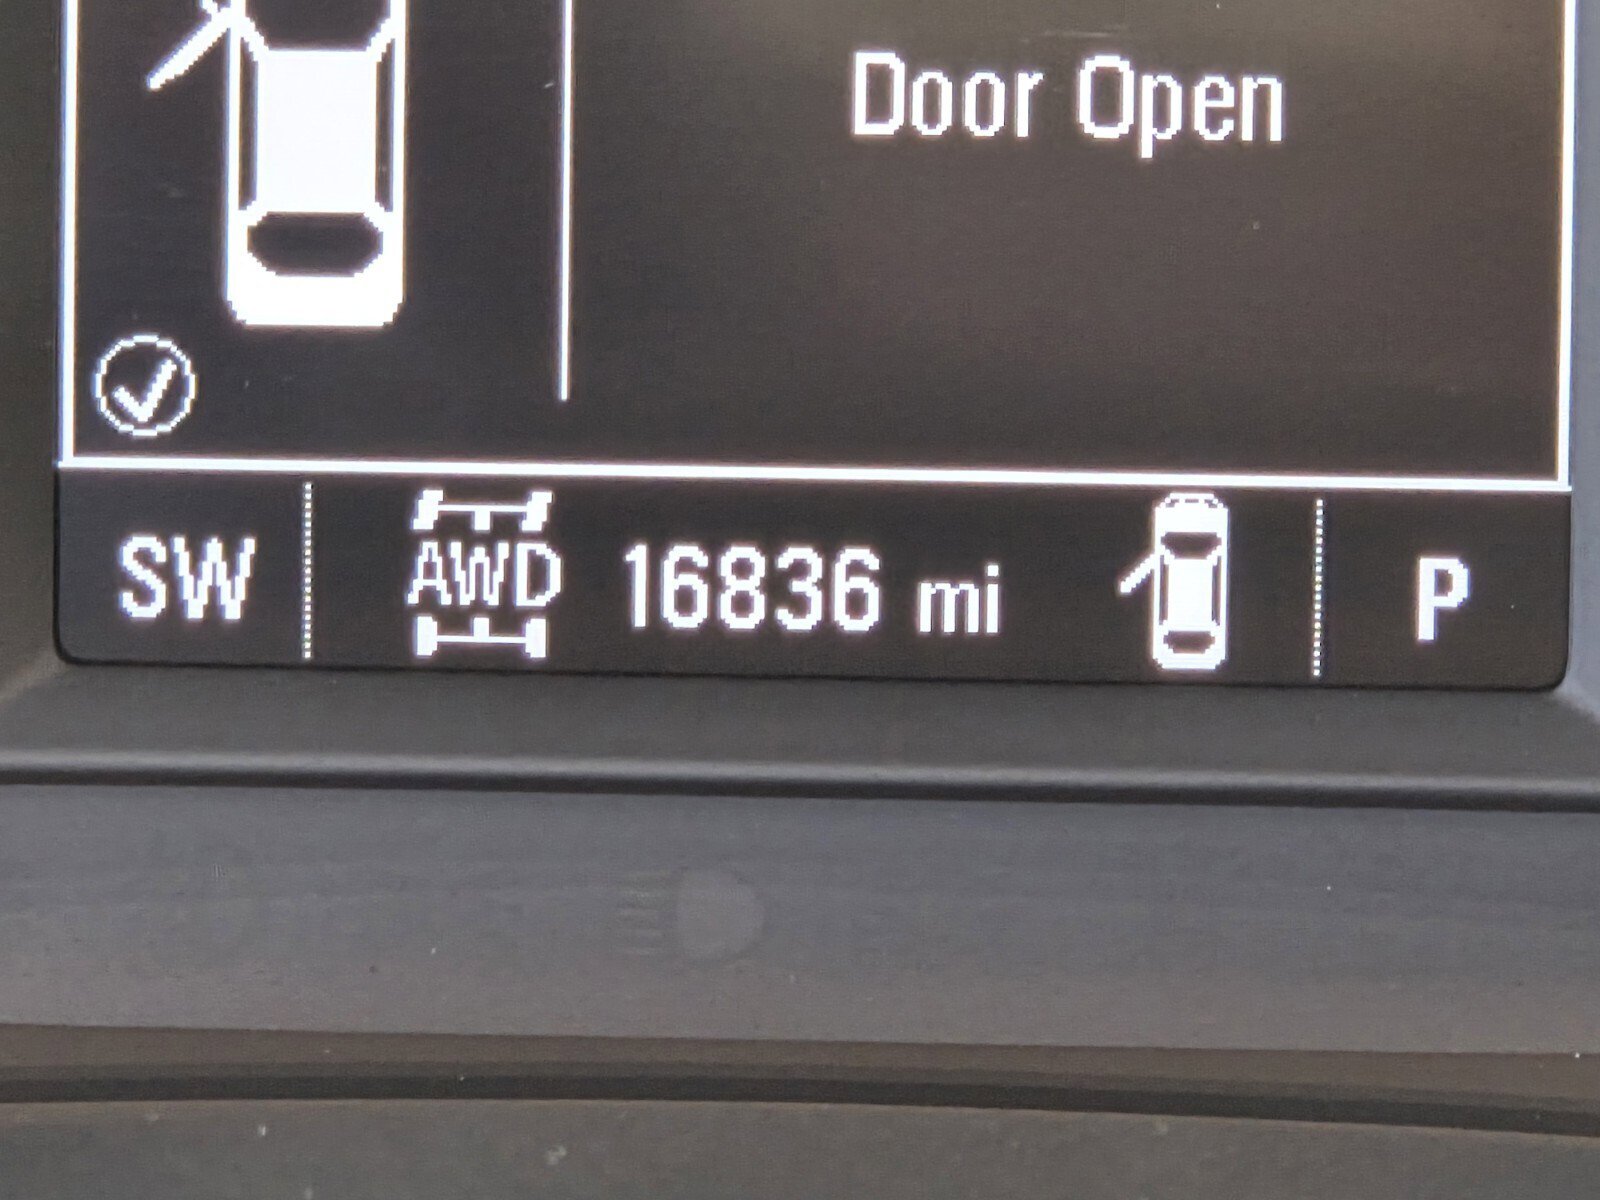 Door Open
SW AWD 16836 mi P